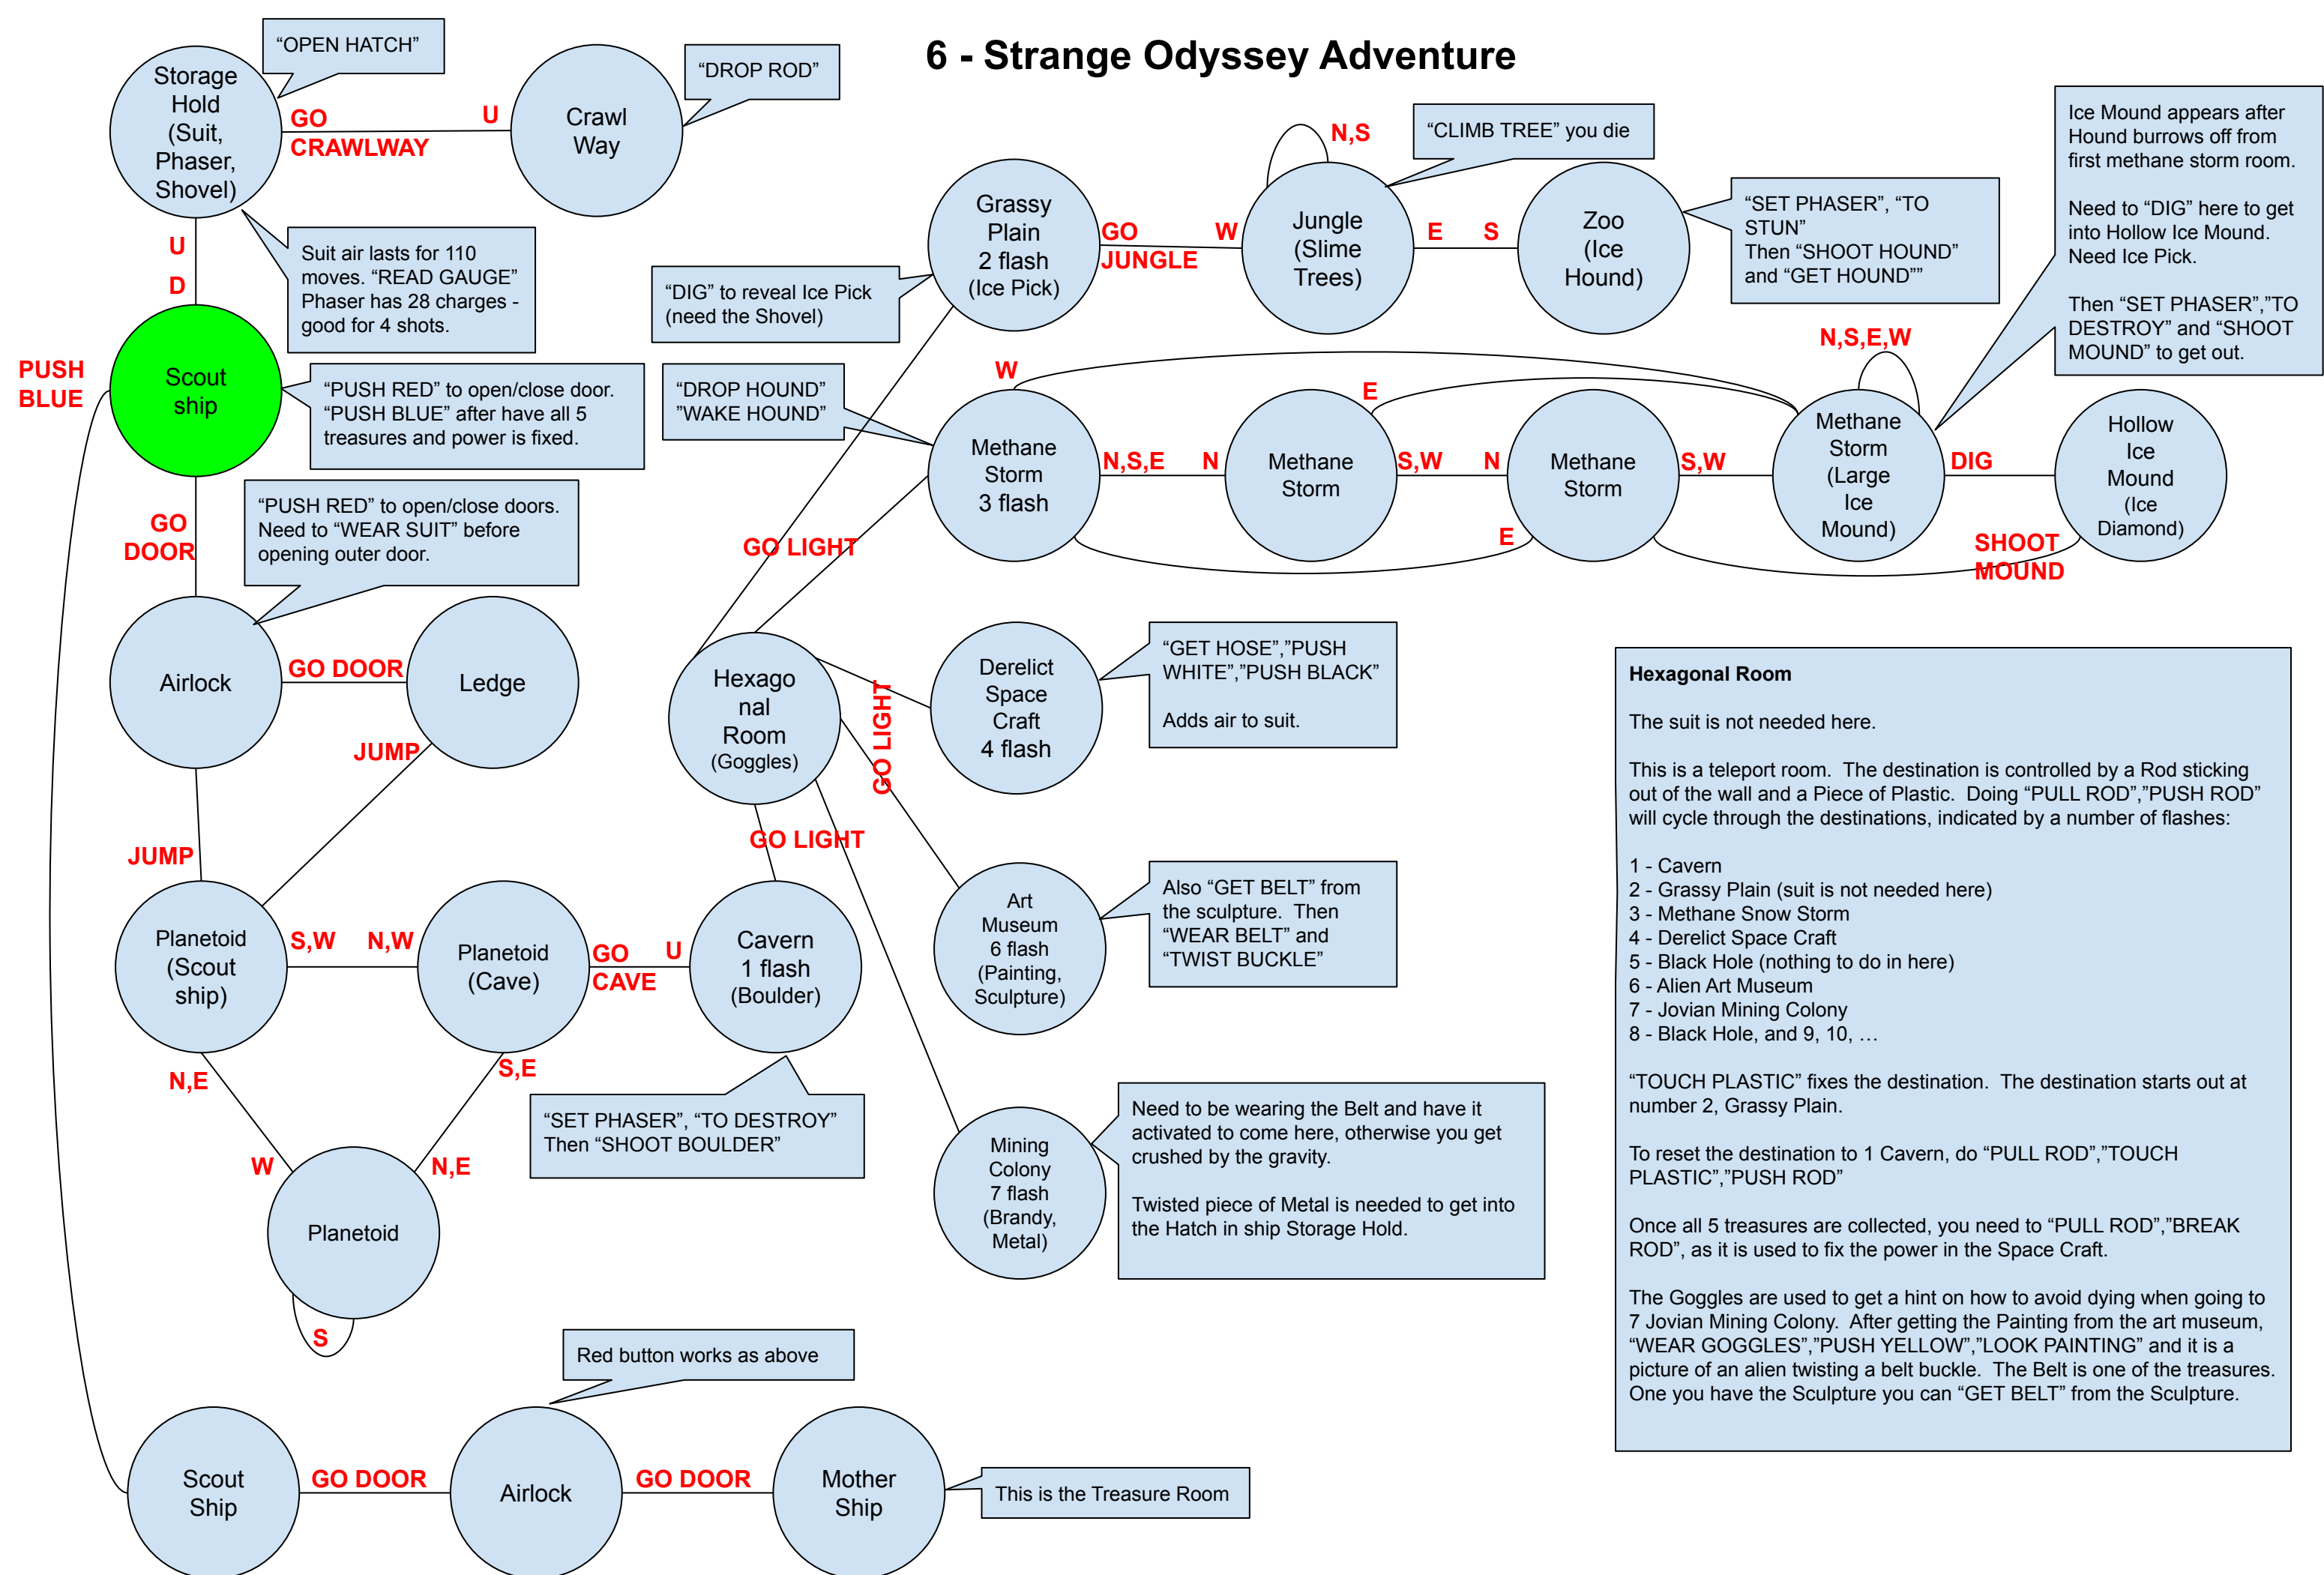 6 - Strange Odyssey Adventure
“OPEN HATCH”
Storage
Hold
(Suit,
Phaser,
Shovel)
GO
CRAWLWAY
U
Crawl
Way
“DROP ROD”
U
D
Suit air lasts for 110
moves. “READ GAUGE”
Phaser has 28 charges -
good for 4 shots.
PUSH
BLUE
Scout
ship
“PUSH RED” to open/close door.
“PUSH BLUE” after have all 5
treasures and power is fixed.
GO
DOOR
“PUSH RED” to open/close doors.
Need to “WEAR SUIT” before
opening outer door.
Airlock
GO DOOR
Ledge
JUMP
JUMP
Planetoid
(Scout
ship)
S,W
N,W
Planetoid
(Cave)
GO
CAVE
U
Cavern
1 flash
(Boulder)
N,E
S,E
W
N,E
Planetoid
S
“SET PHASER”, “TO DESTROY”
Then “SHOOT BOULDER”
Grassy
Plain
2 flash
(Ice Pick)
“DIG” to reveal Ice Pick
(need the Shovel)
GO
JUNGLE
W
N,S
Jungle
(Slime
Trees)
“CLIMB TREE” you die
E
S
Zoo
(Ice
Hound)
“SET PHASER”, “TO
STUN”
Then “SHOOT HOUND”
and “GET HOUND””
Ice Mound appears after
Hound burrows off from
first methane storm room.
Need to “DIG” here to get
into Hollow Ice Mound.
Need Ice Pick.
Then “SET PHASER”,”TO
DESTROY” and “SHOOT
MOUND” to get out.
“DROP HOUND”
”WAKE HOUND”
W
E
N,S,E,W
Methane
Storm
3 flash
N,S,E
N
Methane
Storm
S,W
N
Methane
Storm
S,W
Methane
Storm
(Large
Ice
Mound)
DIG
Hollow
Ice
Mound
(Ice
Diamond)
E
SHOOT
MOUND
GO LIGHT
Hexago
nal
Room
(Goggles)
GO LIGHT
GO LIGHT
Derelict
Space
Craft
4 flash
“GET HOSE”,”PUSH
WHITE”,”PUSH BLACK”
Adds air to suit.
Art
Museum
6 flash
(Painting,
Sculpture)
Also “GET BELT” from
the sculpture.  Then
“WEAR BELT” and
“TWIST BUCKLE”
Mining
Colony
7 flash
(Brandy,
Metal)
Need to be wearing the Belt and have it
activated to come here, otherwise you get
crushed by the gravity.
Twisted piece of Metal is needed to get into
the Hatch in ship Storage Hold.
Hexagonal Room
The suit is not needed here.
This is a teleport room.  The destination is controlled by a Rod sticking
out of the wall and a Piece of Plastic.  Doing “PULL ROD”,”PUSH ROD”
will cycle through the destinations, indicated by a number of flashes:
1 - Cavern
2 - Grassy Plain (suit is not needed here)
3 - Methane Snow Storm
4 - Derelict Space Craft
5 - Black Hole (nothing to do in here)
6 - Alien Art Museum
7 - Jovian Mining Colony
8 - Black Hole, and 9, 10, …
“TOUCH PLASTIC” fixes the destination.  The destination starts out at
number 2, Grassy Plain.
To reset the destination to 1 Cavern, do “PULL ROD”,”TOUCH
PLASTIC”,”PUSH ROD”
Once all 5 treasures are collected, you need to “PULL ROD”,”BREAK
ROD”, as it is used to fix the power in the Space Craft.
The Goggles are used to get a hint on how to avoid dying when going to
7 Jovian Mining Colony.  After getting the Painting from the art museum,
“WEAR GOGGLES”,”PUSH YELLOW”,”LOOK PAINTING” and it is a
picture of an alien twisting a belt buckle.  The Belt is one of the treasures.
One you have the Sculpture you can “GET BELT” from the Sculpture.
Red button works as above
Scout
Ship
GO DOOR
Airlock
GO DOOR
Mother
Ship
This is the Treasure Room